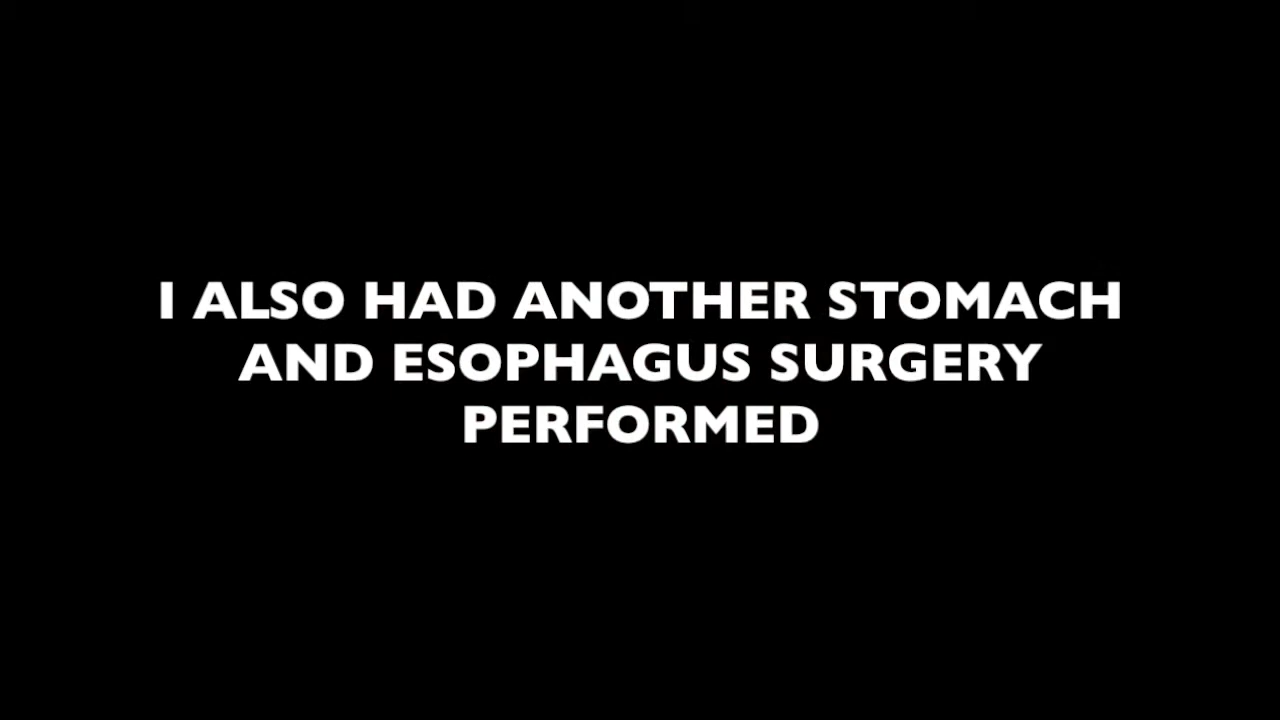 I ALSO HAD ANOTHER STOMACH
AND ESOPHAGUS SURGERY
PERFORMED